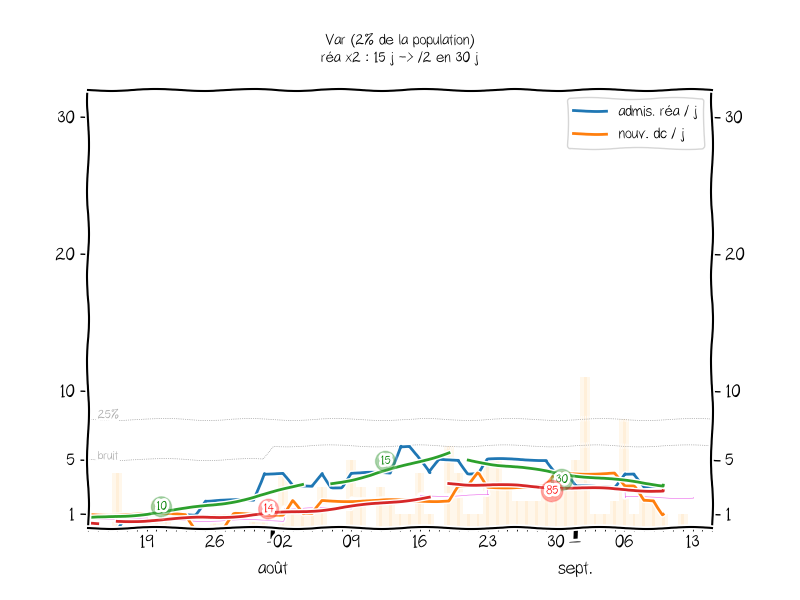 Var (2% de la population)
réa x2 : 15 j -> /2 en 30 j
admis. réa / j
nouv. dc / j
30 30
20 20
10 10
25%
bruit
5 5
1 1
10 14 15 30 85
19 26 02 09 16 23 30 06 13
août sept.